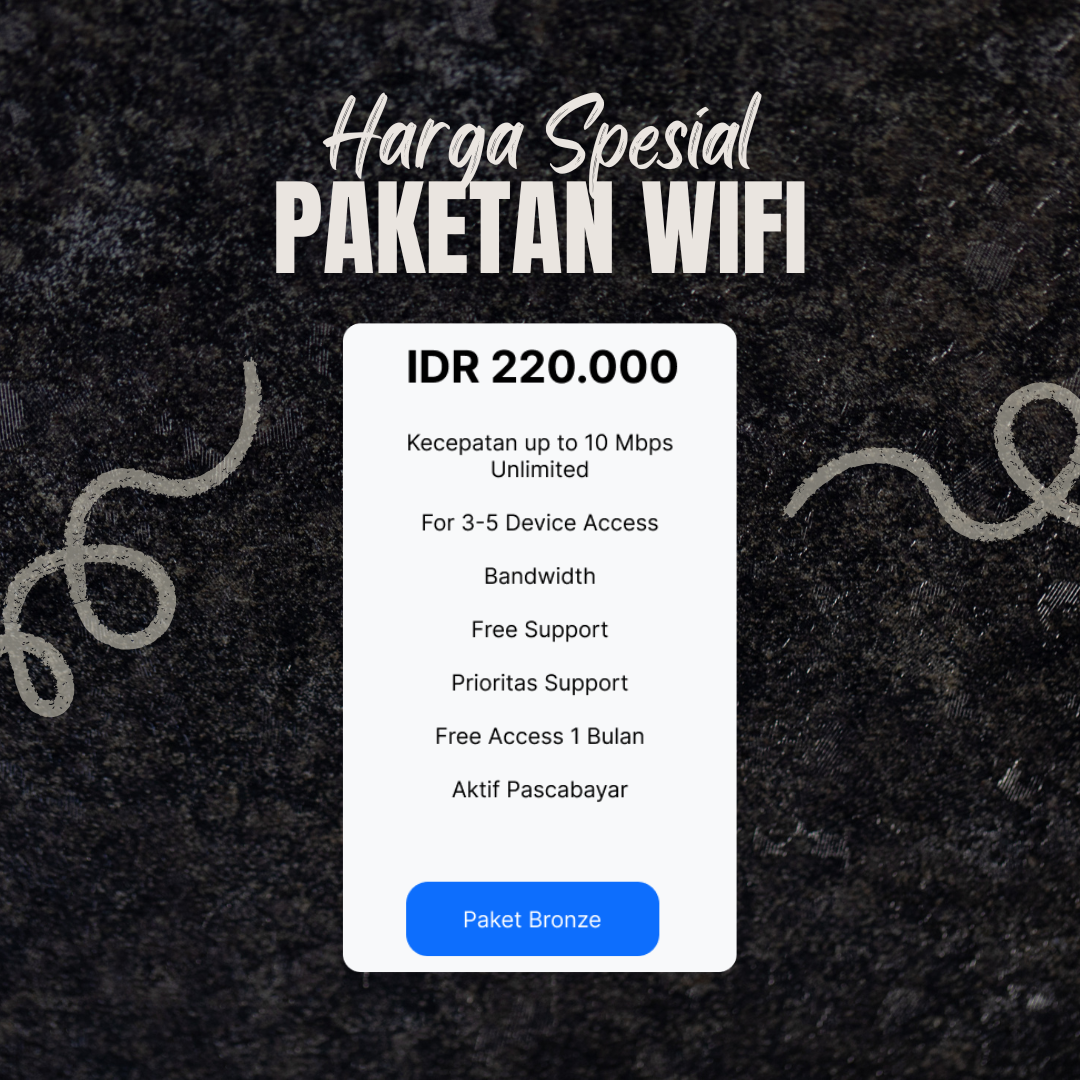 Harga Spesial
PAKETAN WIFI
IDR 220.000
Kecepatan up to 10 Mbps
Unlimited
For 3-5 Device Access
Bandwidth
Free Support
Prioritas Support
Free Access 1 Bulan
Aktif Pascabayar
Paket Bronze